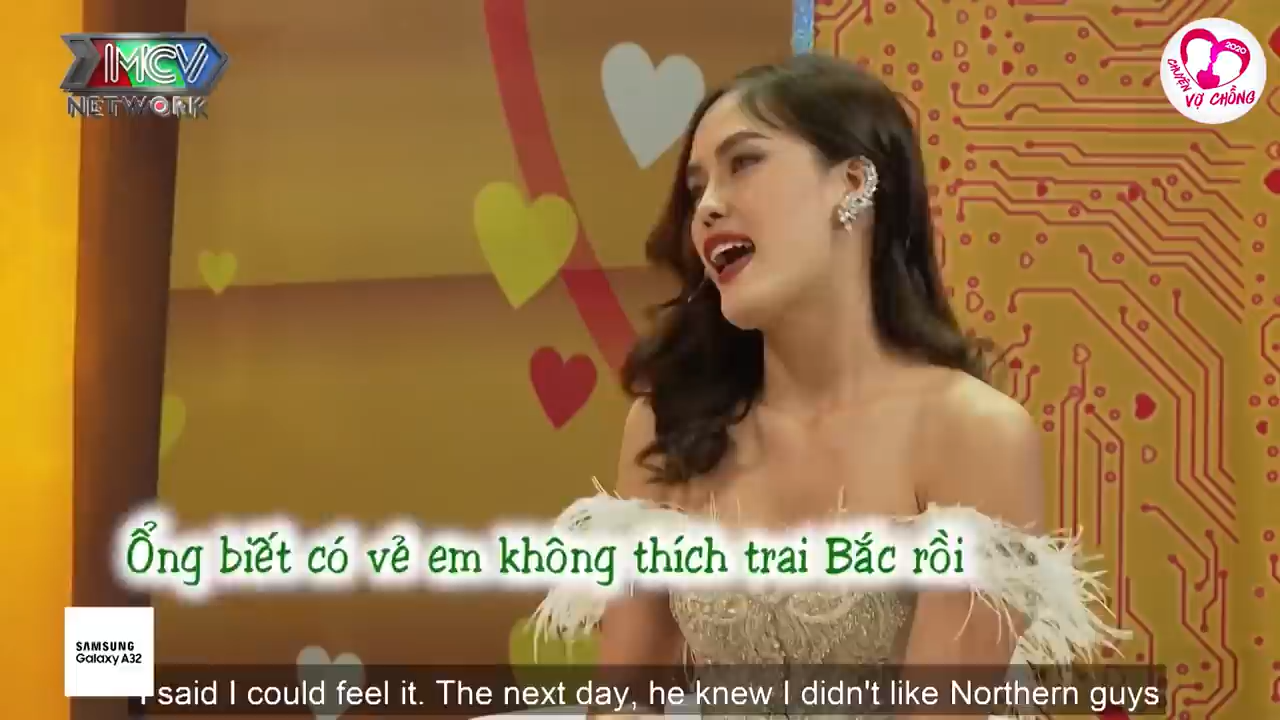 MCV
NETWORK
2020
CHUYỆN
VỢ CHỒNG
Ổng biết có vẻ em không thích trai Bắc rồi
SAMSUNG
Galaxy A32
I said I could feel it. The next day, he knew I didn't like Northern guys